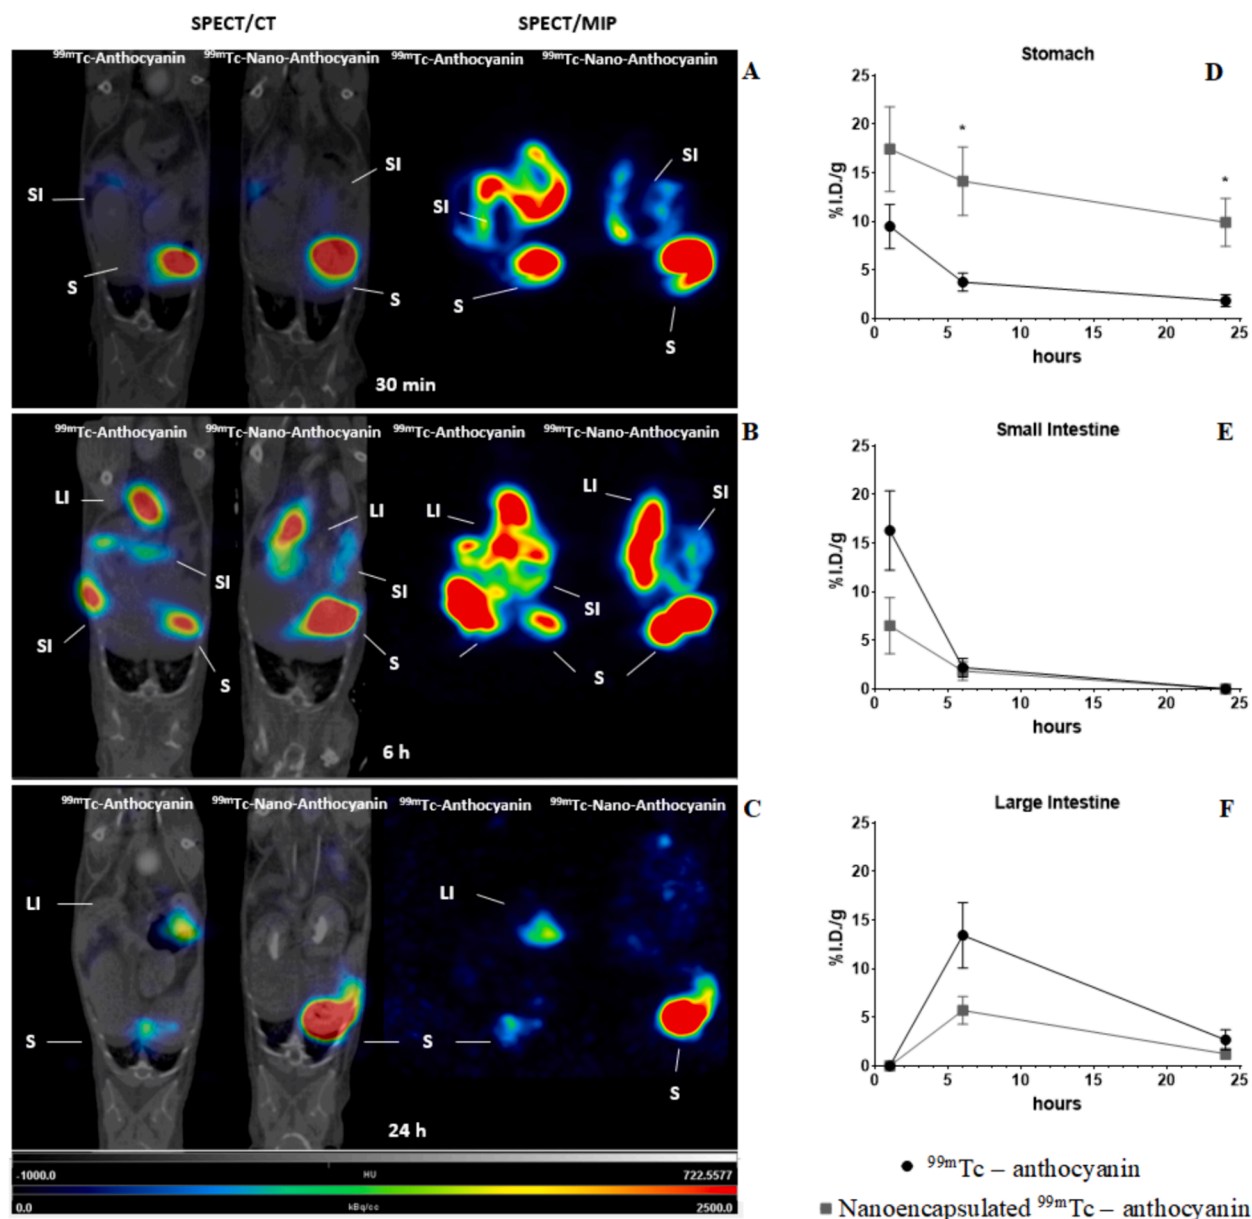 SPECT/CT SPECT/MIP
99mTc-Anthocyanin 99mTc-Nano-Anthocyanin 99mTc-Anthocyanin 99mTc-Nano-Anthocyanin A
SI SI SI SI
S S S S
30 min
99mTc-Anthocyanin 99mTc-Nano-Anthocyanin 99mTc-Anthocyanin 99mTc-Nano-Anthocyanin B
LI LI LI LI SI
SI SI SI
SI S S S
6 h
99mTc-Anthocyanin 99mTc-Nano-Anthocyanin 99mTc-Anthocyanin 99mTc-Nano-Anthocyanin C
LI LI
S S
S
24 h
-1000.0 HU 722.5577
0.0 kBq/cc 2500.0
Stomach D
%I.D./g
25
20
15
10
5
0
* *
0 5 10 15 20 25
hours
Small Intestine E
%I.D./g
25
20
15
10
5
0
0 5 10 15 20 25
hours
Large Intestine F
%I.D./g
25
20
15
10
5
0
0 5 10 15 20 25
hours
99mTc – anthocyanin
Nanoencapsulated 99mTc – anthocyanin